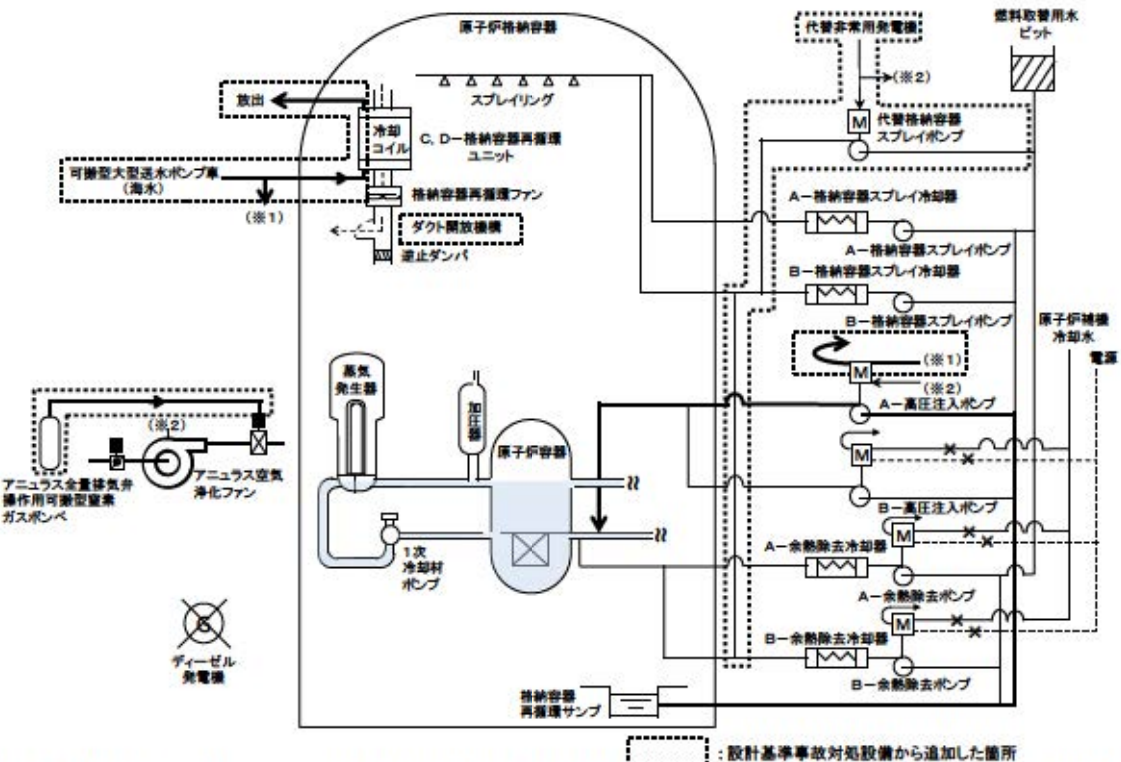 原子炉格納容器
代替非常用発電機
燃料取替用水
ピット
(※2)
放出
スプレイリング
M
代替格納容器
スプレイポンプ
冷却
コイル
C,D-格納容器再循環
ユニット
可搬型大型送水ポンプ車
(海水)
格納容器再循環ファン
(※1)
ダクト開放機構
逆止ダンパ
A-格納容器スプレイ冷却器
A-格納容器スプレイポンプ
B-格納容器スプレイ冷却器
B-格納容器スプレイポンプ
原子炉補機
冷却水
電源
(※1)
M
(※2)
A-高圧注入ポンプ
蒸気
発生器
加圧器
原子炉容器
M
B-高圧注入ポンプ
(※2)
アニュラス全量排気弁
操作用可搬型窒素
ガスボンベ
アニュラス空気
浄化ファン
1次
冷却材
ポンプ
A-余熱除去冷却器
M
A-余熱除去ポンプ
B-余熱除去冷却器
M
B-余熱除去ポンプ
G
ディーゼル
発電機
格納容器
再循環サンプ
:設計基準事故対処設備から追加した箇所